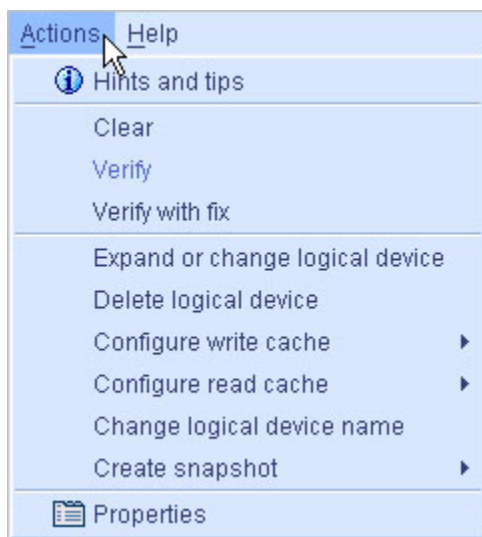 Actions Help
Hints and tips
Clear
Verify
Verify with fix
Expand or change logical device
Delete logical device
Configure write cache
Configure read cache
Change logical device name
Create snapshot
Properties